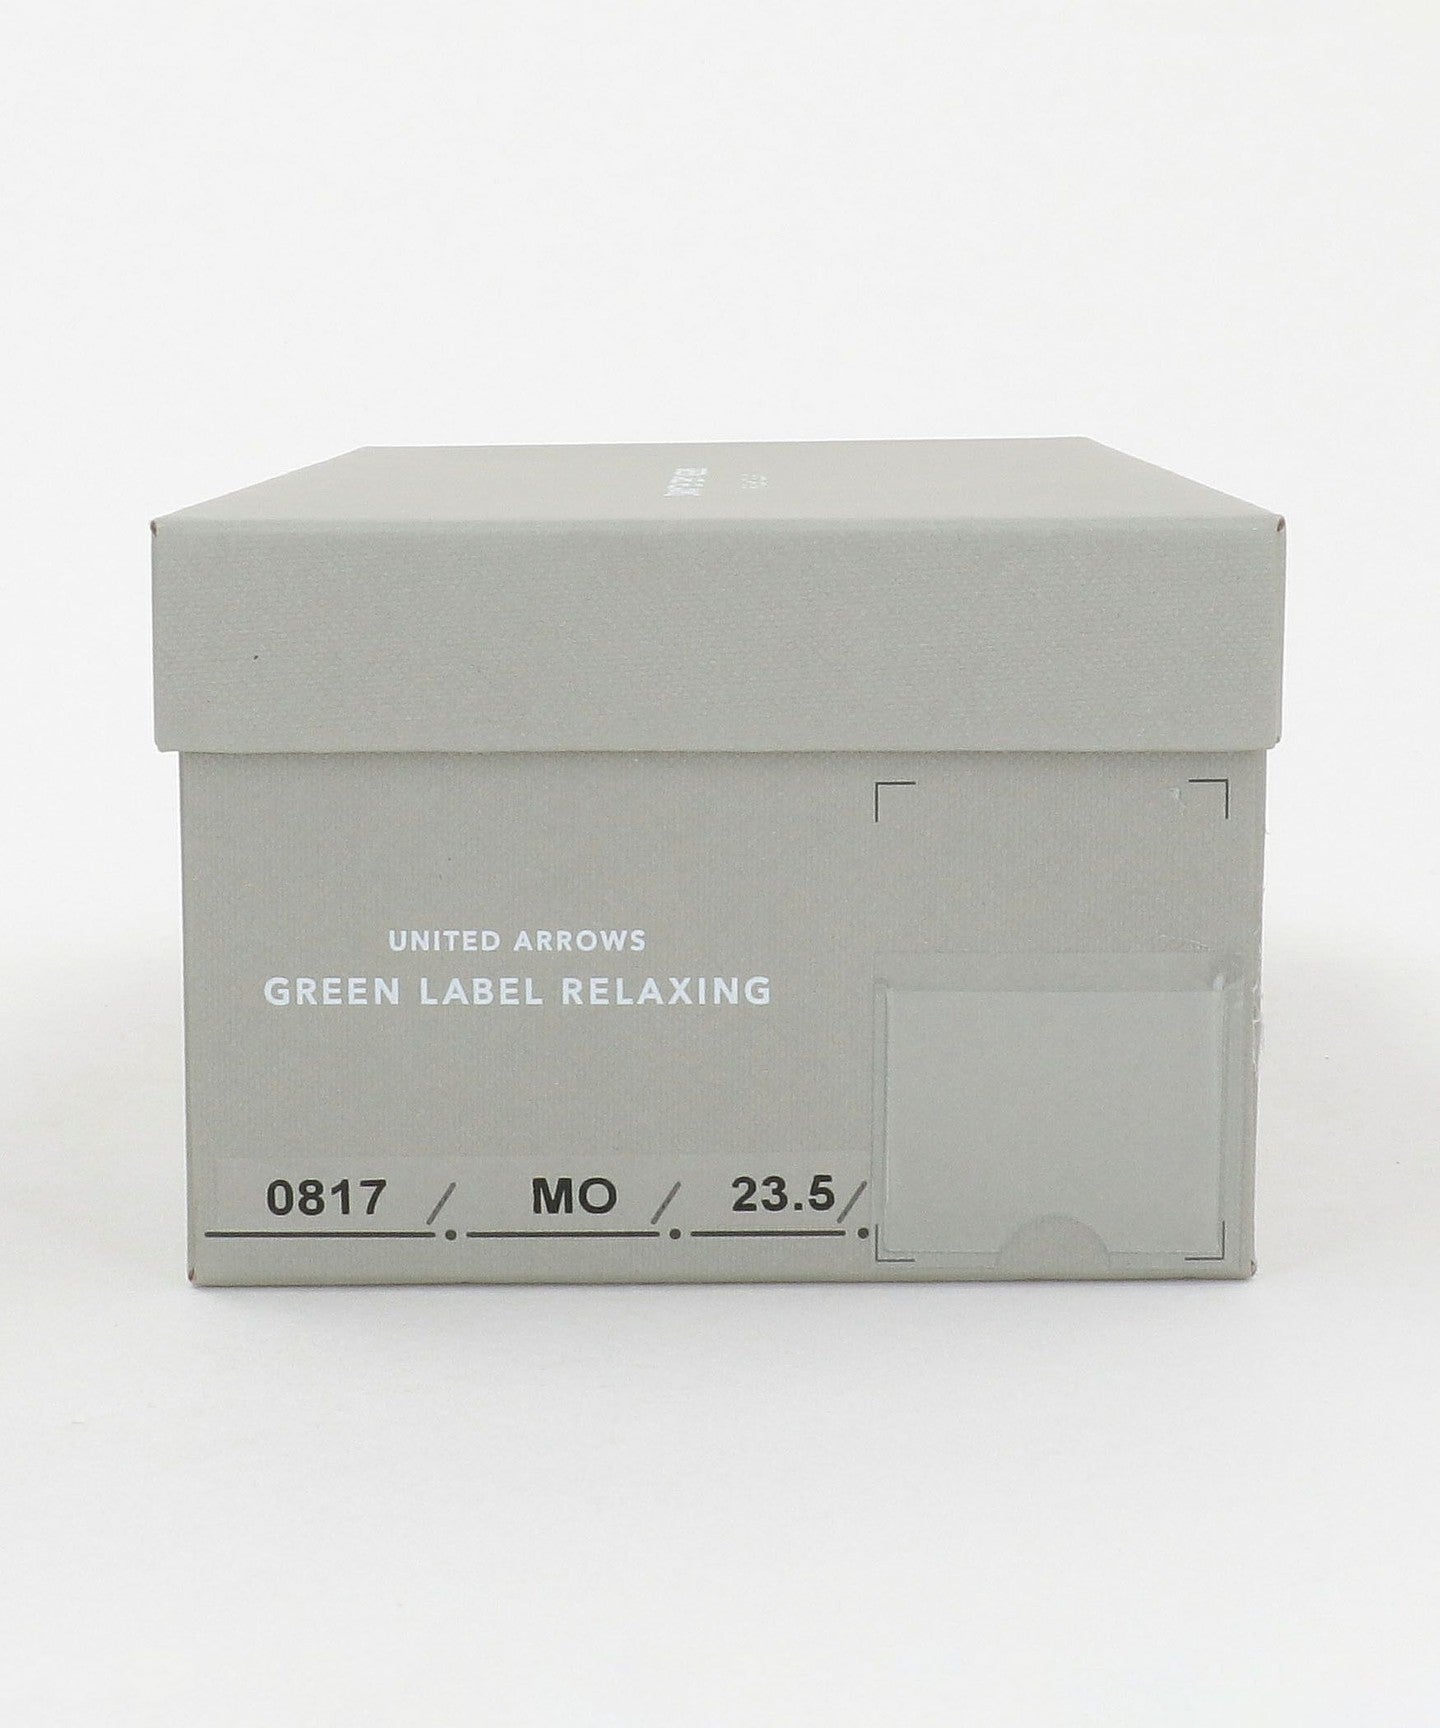 UNITED ARROWS
GREEN LABEL RELAXING
0817 / MO / 23.5 /